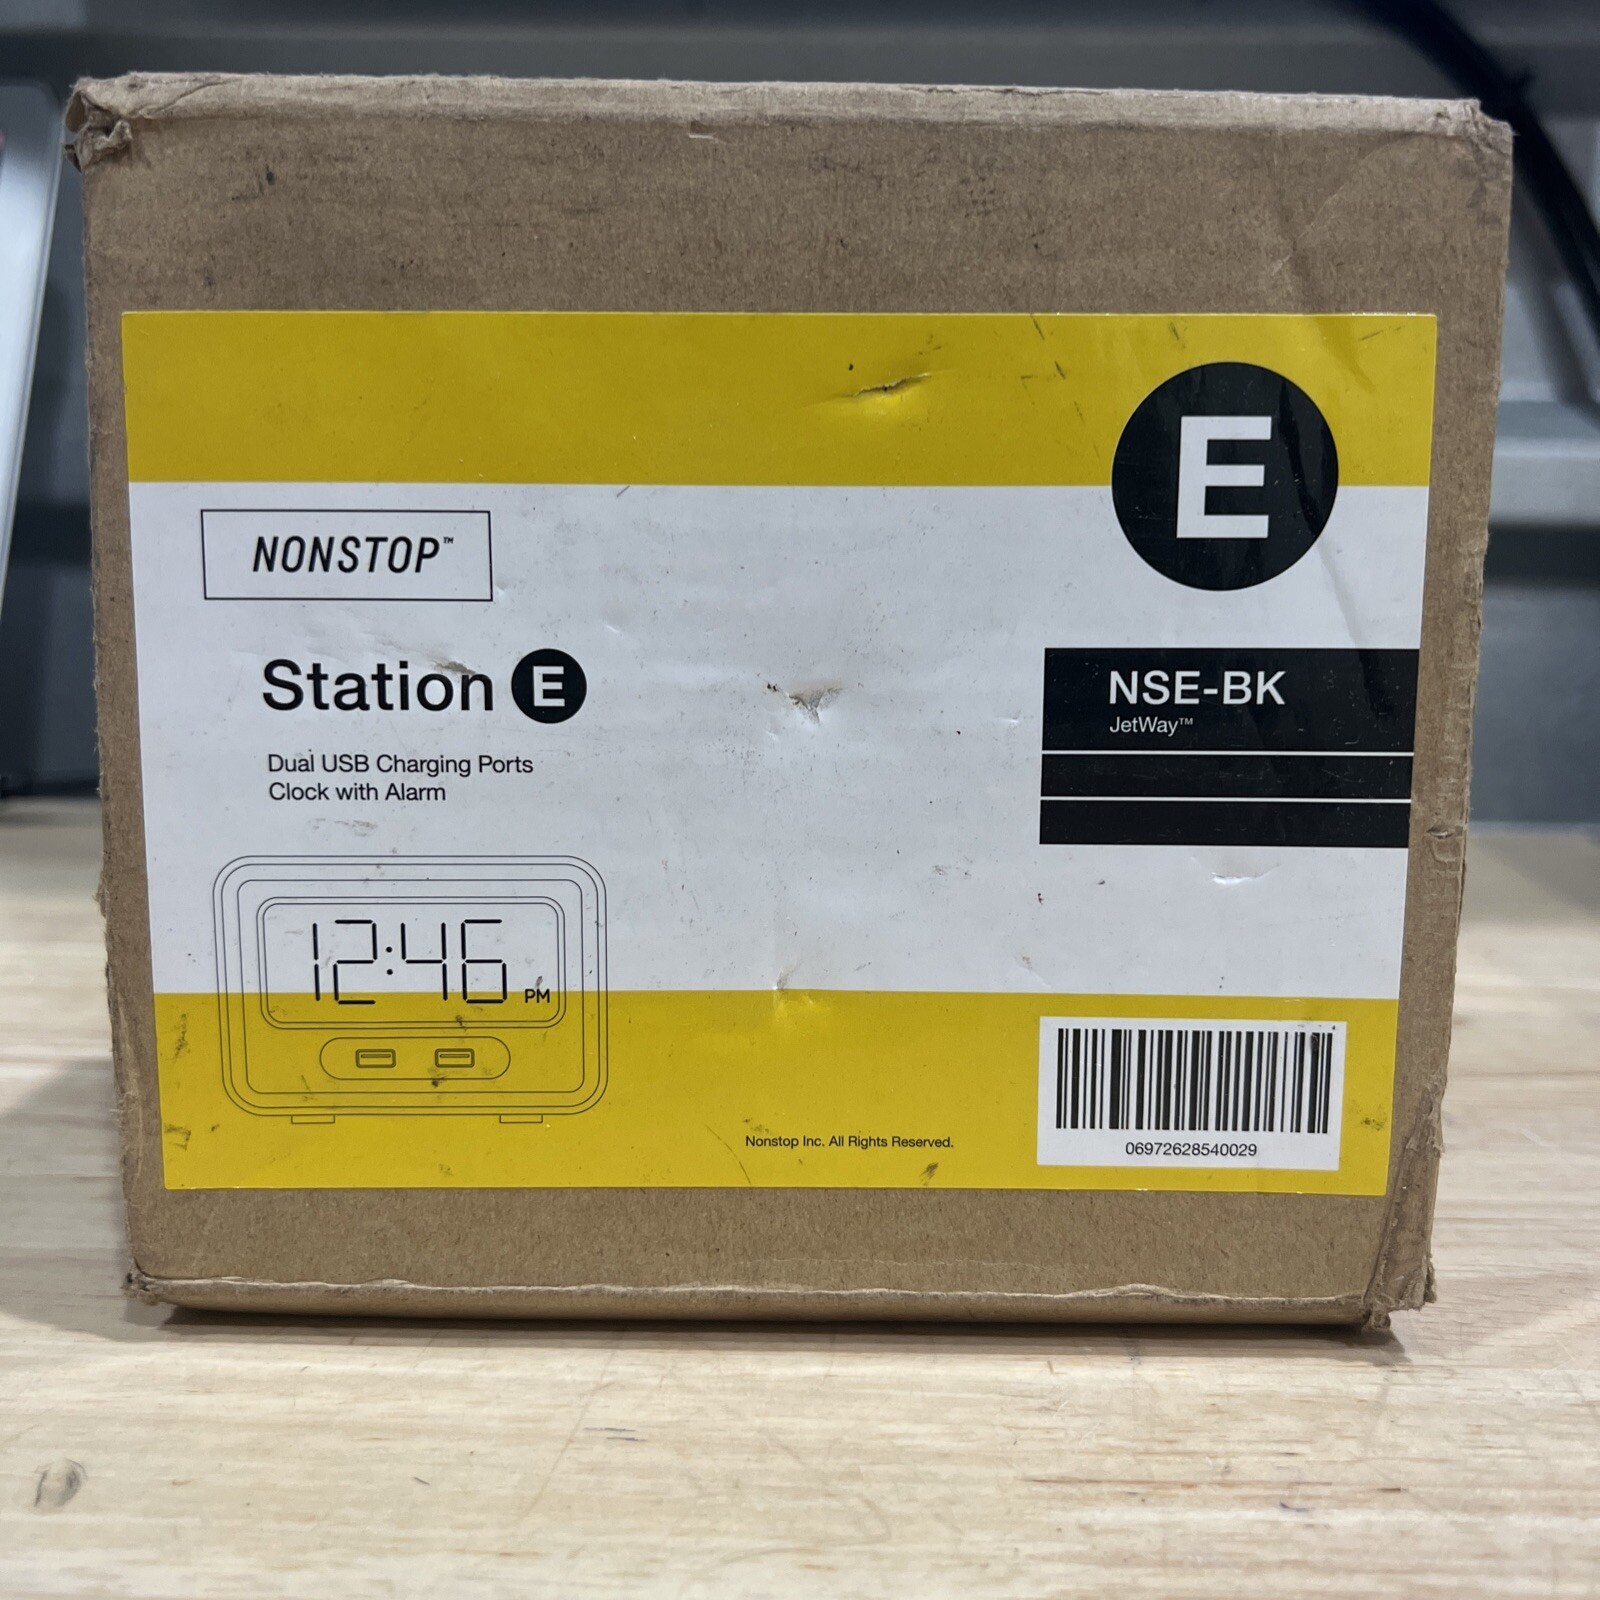 E
NONSTOP™
Station E
NSE-BK
JetWay™
Dual USB Charging Ports
Clock with Alarm
12:46 PM
Nonstop Inc. All Rights Reserved.
06972628540029